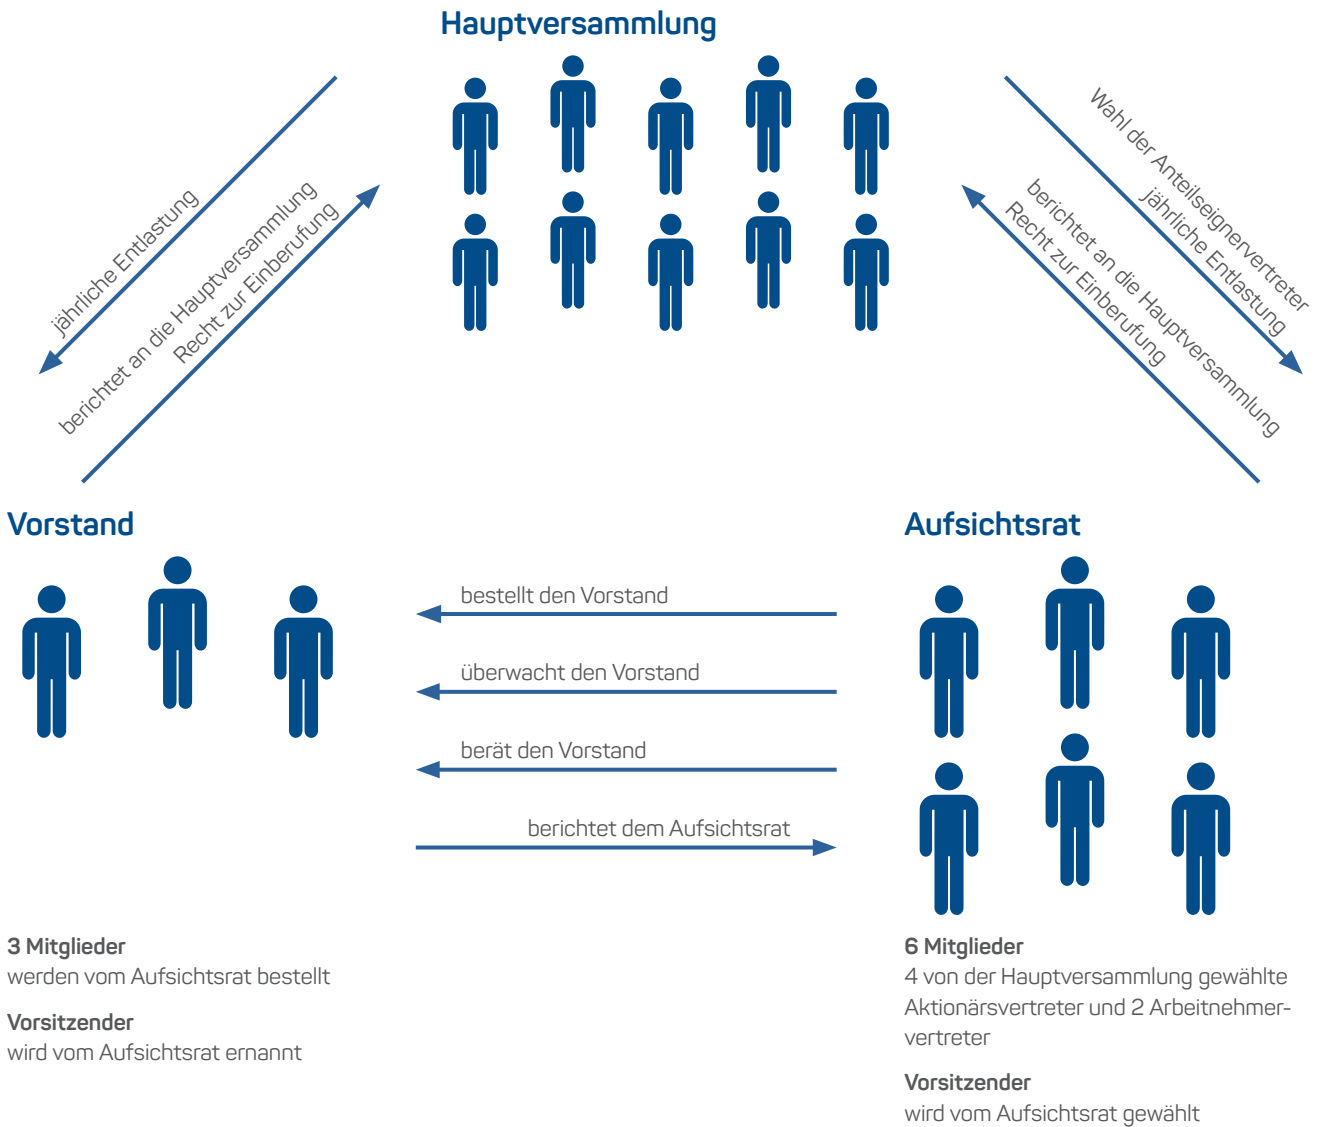 Hauptversammlung
jährliche Entlastung
berichtet an die Hauptversammlung
Recht zur Einberufung
Wahl der Anteilseignervertreter
jährliche Entlastung
berichtet an die Hauptversammlung
Recht zur Einberufung
Vorstand
Aufsichtsrat
bestellt den Vorstand
überwacht den Vorstand
berät den Vorstand
berichtet dem Aufsichtsrat
3 Mitglieder
werden vom Aufsichtsrat bestellt
Vorsitzender
wird vom Aufsichtsrat ernannt
6 Mitglieder
4 von der Hauptversammlung gewählte
Aktionärsvertreter und 2 Arbeitnehmer-
vertreter
Vorsitzender
wird vom Aufsichtsrat gewählt